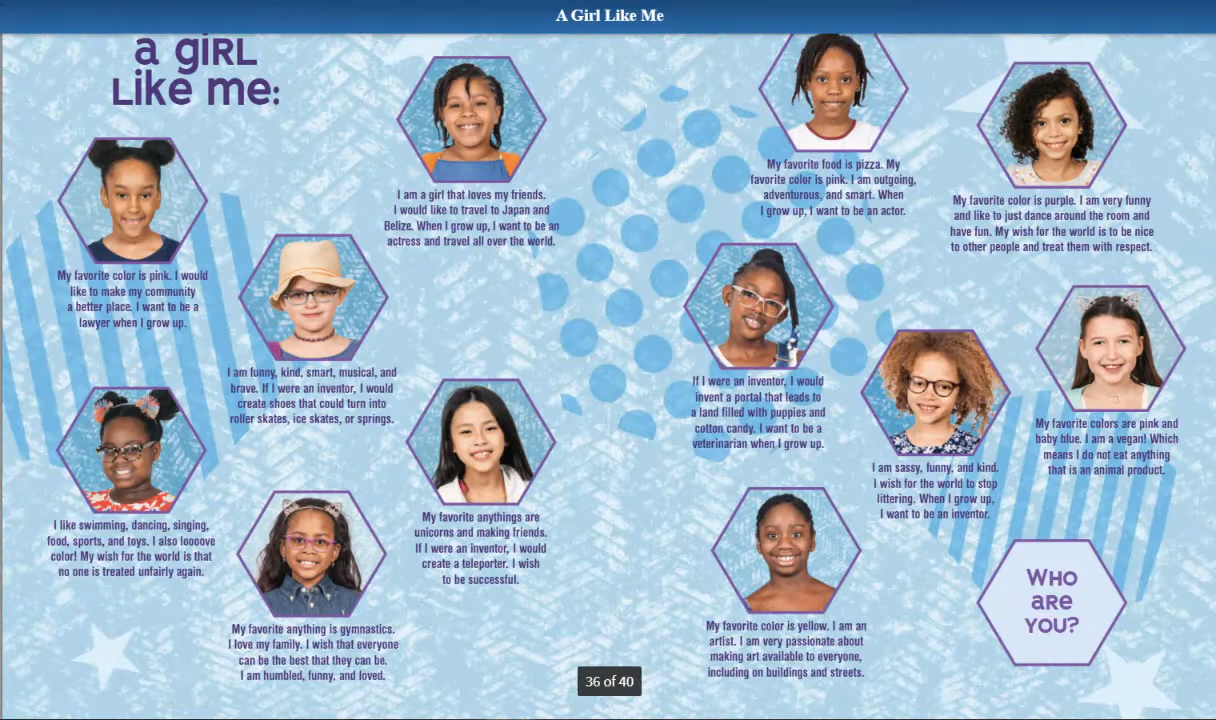 A Girl Like Me
a giRL
Like me:
My favorite color is pink. I would
like to make my community
a better place. I want to be a
lawyer when I grow up.
I am a girl that loves my friends.
I would like to travel to Japan and
Belize. When I grow up, I want to be an
actress and travel all over the world.
I am funny, kind, smart, musical, and
brave. If I were an inventor, I would
create shoes that could turn into
roller skates, ice skates, or springs.
I like swimming, dancing, singing,
food, sports, and toys. I also loooove
color! My wish for the world is that
no one is treated unfairly again.
My favorite anythings are
unicorns and making friends.
If I were an inventor, I would
create a teleporter. I wish
to be successful.
My favorite anything is gymnastics.
I love my family. I wish that everyone
can be the best that they can be.
I am humbled, funny, and loved.
My favorite food is pizza. My
favorite color is pink. I am outgoing,
adventurous, and smart. When
I grow up, I want to be an actor.
My favorite color is purple. I am very funny
and like to just dance around the room and
have fun. My wish for the world is to be nice
to other people and treat them with respect.
If I were an inventor, I would
invent a portal that leads to
a land filled with puppies and
cotton candy. I want to be a
veterinarian when I grow up.
I am sassy, funny, and kind.
I wish for the world to stop
littering. When I grow up,
I want to be an inventor.
My favorite colors are pink and
baby blue. I am a vegan! Which
means I do not eat anything
that is an animal product.
My favorite color is yellow. I am an
artist. I am very passionate about
making art available to everyone,
including on buildings and streets.
WHO
aRe
YOU?
36 of 40